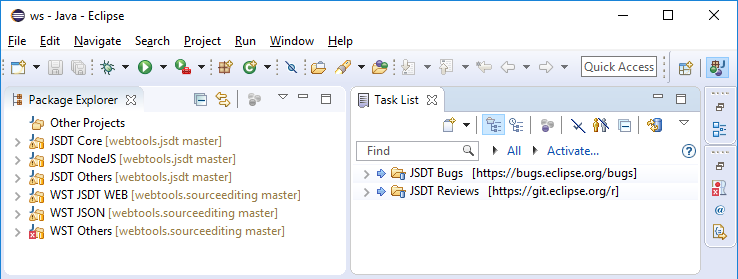 ws - Java - Eclipse
File Edit Navigate Search Project Run Window Help
Quick Access
Package Explorer
Other Projects
JSDT Core [webtools.jsdt master]
JSDT NodeJS [webtools.jsdt master]
JSDT Others [webtools.jsdt master]
WST JSDT WEB [webtools.sourceediting master]
WST JSON [webtools.sourceediting master]
WST Others [webtools.sourceediting master]
Task List
Find All Activate...
JSDT Bugs [https://bugs.eclipse.org/bugs]
JSDT Reviews [https://git.eclipse.org/r]